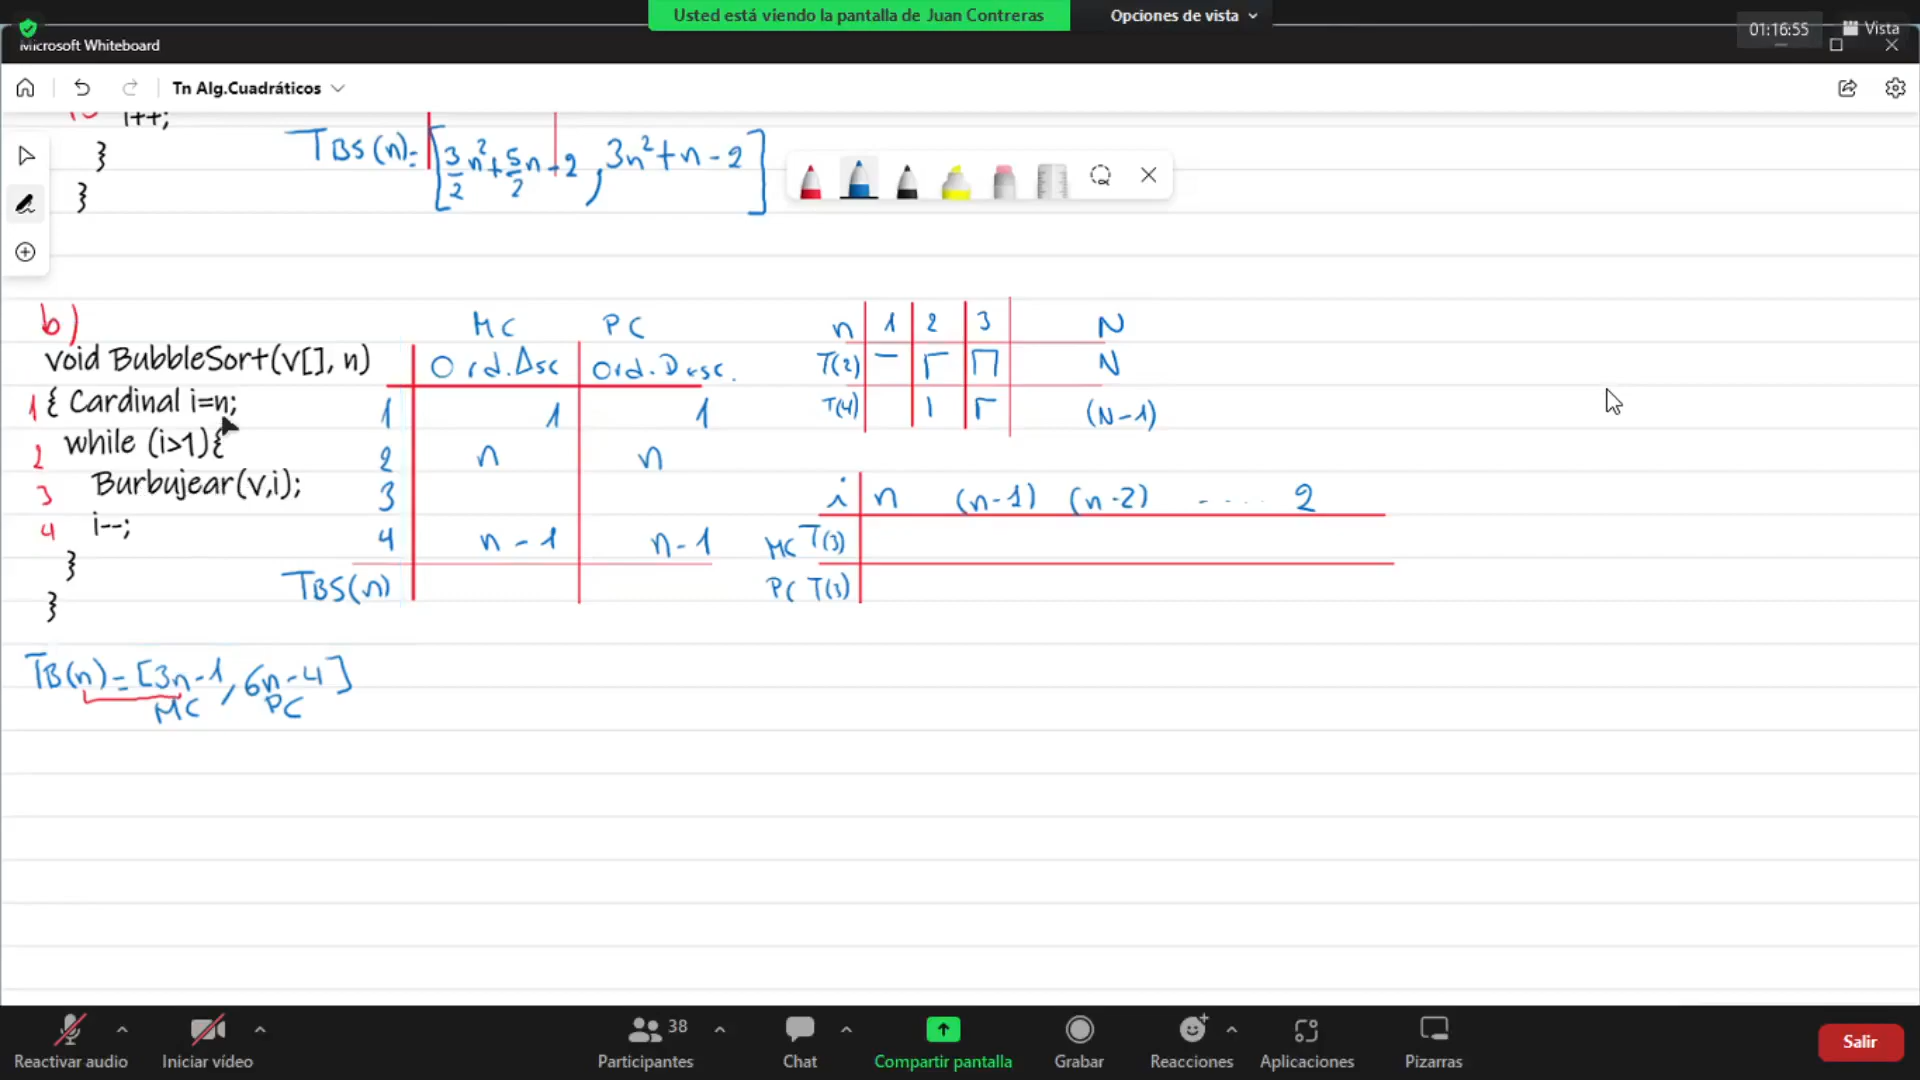 Usted está viendo la pantalla de Juan Contreras
Opciones de vista
01:16:55
Vista
Microsoft Whiteboard
Tn Alg.Cuadráticos
10 i++;
}
}
TBS(n)= [3/2 n²+5/2 n-2, 3n²+n-2]
b)
void BubbleSort(v[], n)
1 { Cardinal i=n;
2 while (i>1){
3 Burbujear(v,i);
4 i--;
}
}
MC PC
Ord.Asc Ord.Desc.
1 1 1
2 n n
3
4 n-1 n-1
TBS(n)
n 1 2 3 N
T(2) N
T(4) (N-1)
i n (n-1) (n-2) ..... 2
MC T(3)
PC T(3)
TB(n)=[3n-1, 6n-4]
MC PC
Reactivar audio
Iniciar vídeo
38
Participantes
Chat
Compartir pantalla
Grabar
Reacciones
Aplicaciones
Pizarras
Salir